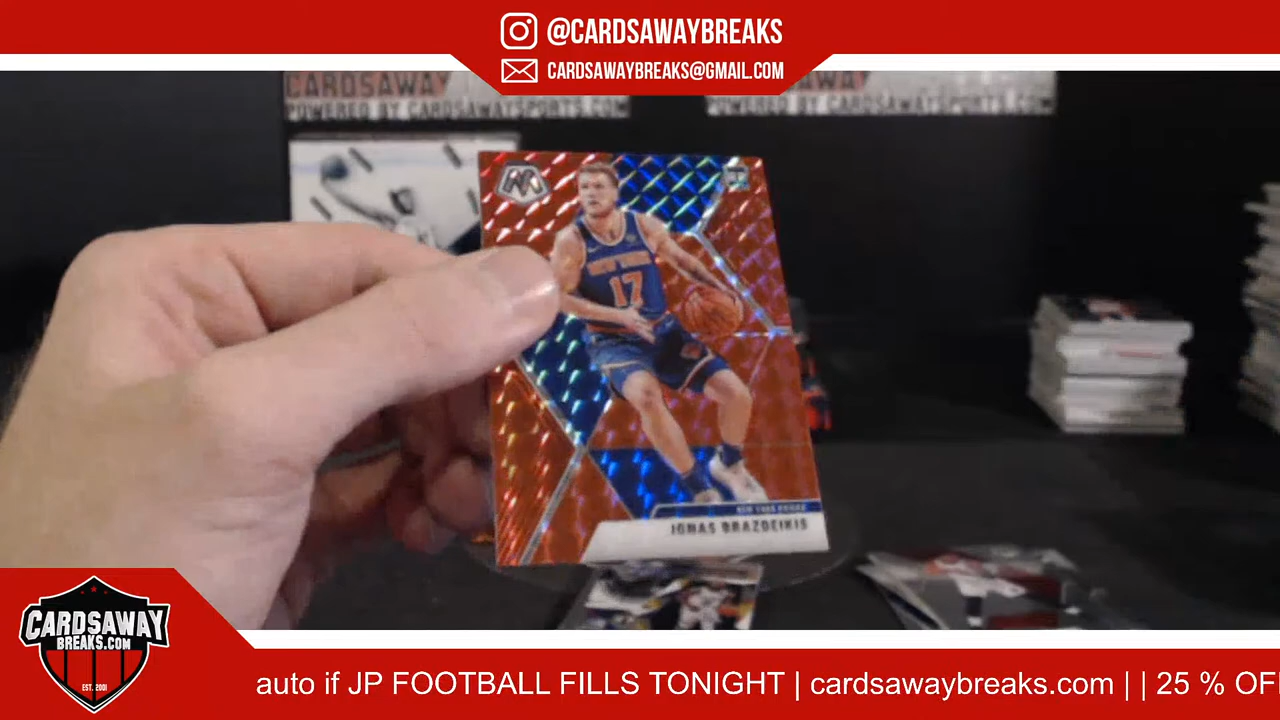 @CARDSAWAYBREAKS
CARDSAWAYBREAKS@GMAIL.COM
CARDSAWAY
POWERED BY CARDSAWAYSPORTS.COM
POWERED BY CARDSAWAYSPORTS.COM
NEW YORK
17
NEW YORK KNICKS
IGNAS BRAZDEIKIS
CARDSAWAY
BREAKS.COM
EST. 2001
auto if JP FOOTBALL FILLS TONIGHT | cardsawaybreaks.com | | 25 % OF